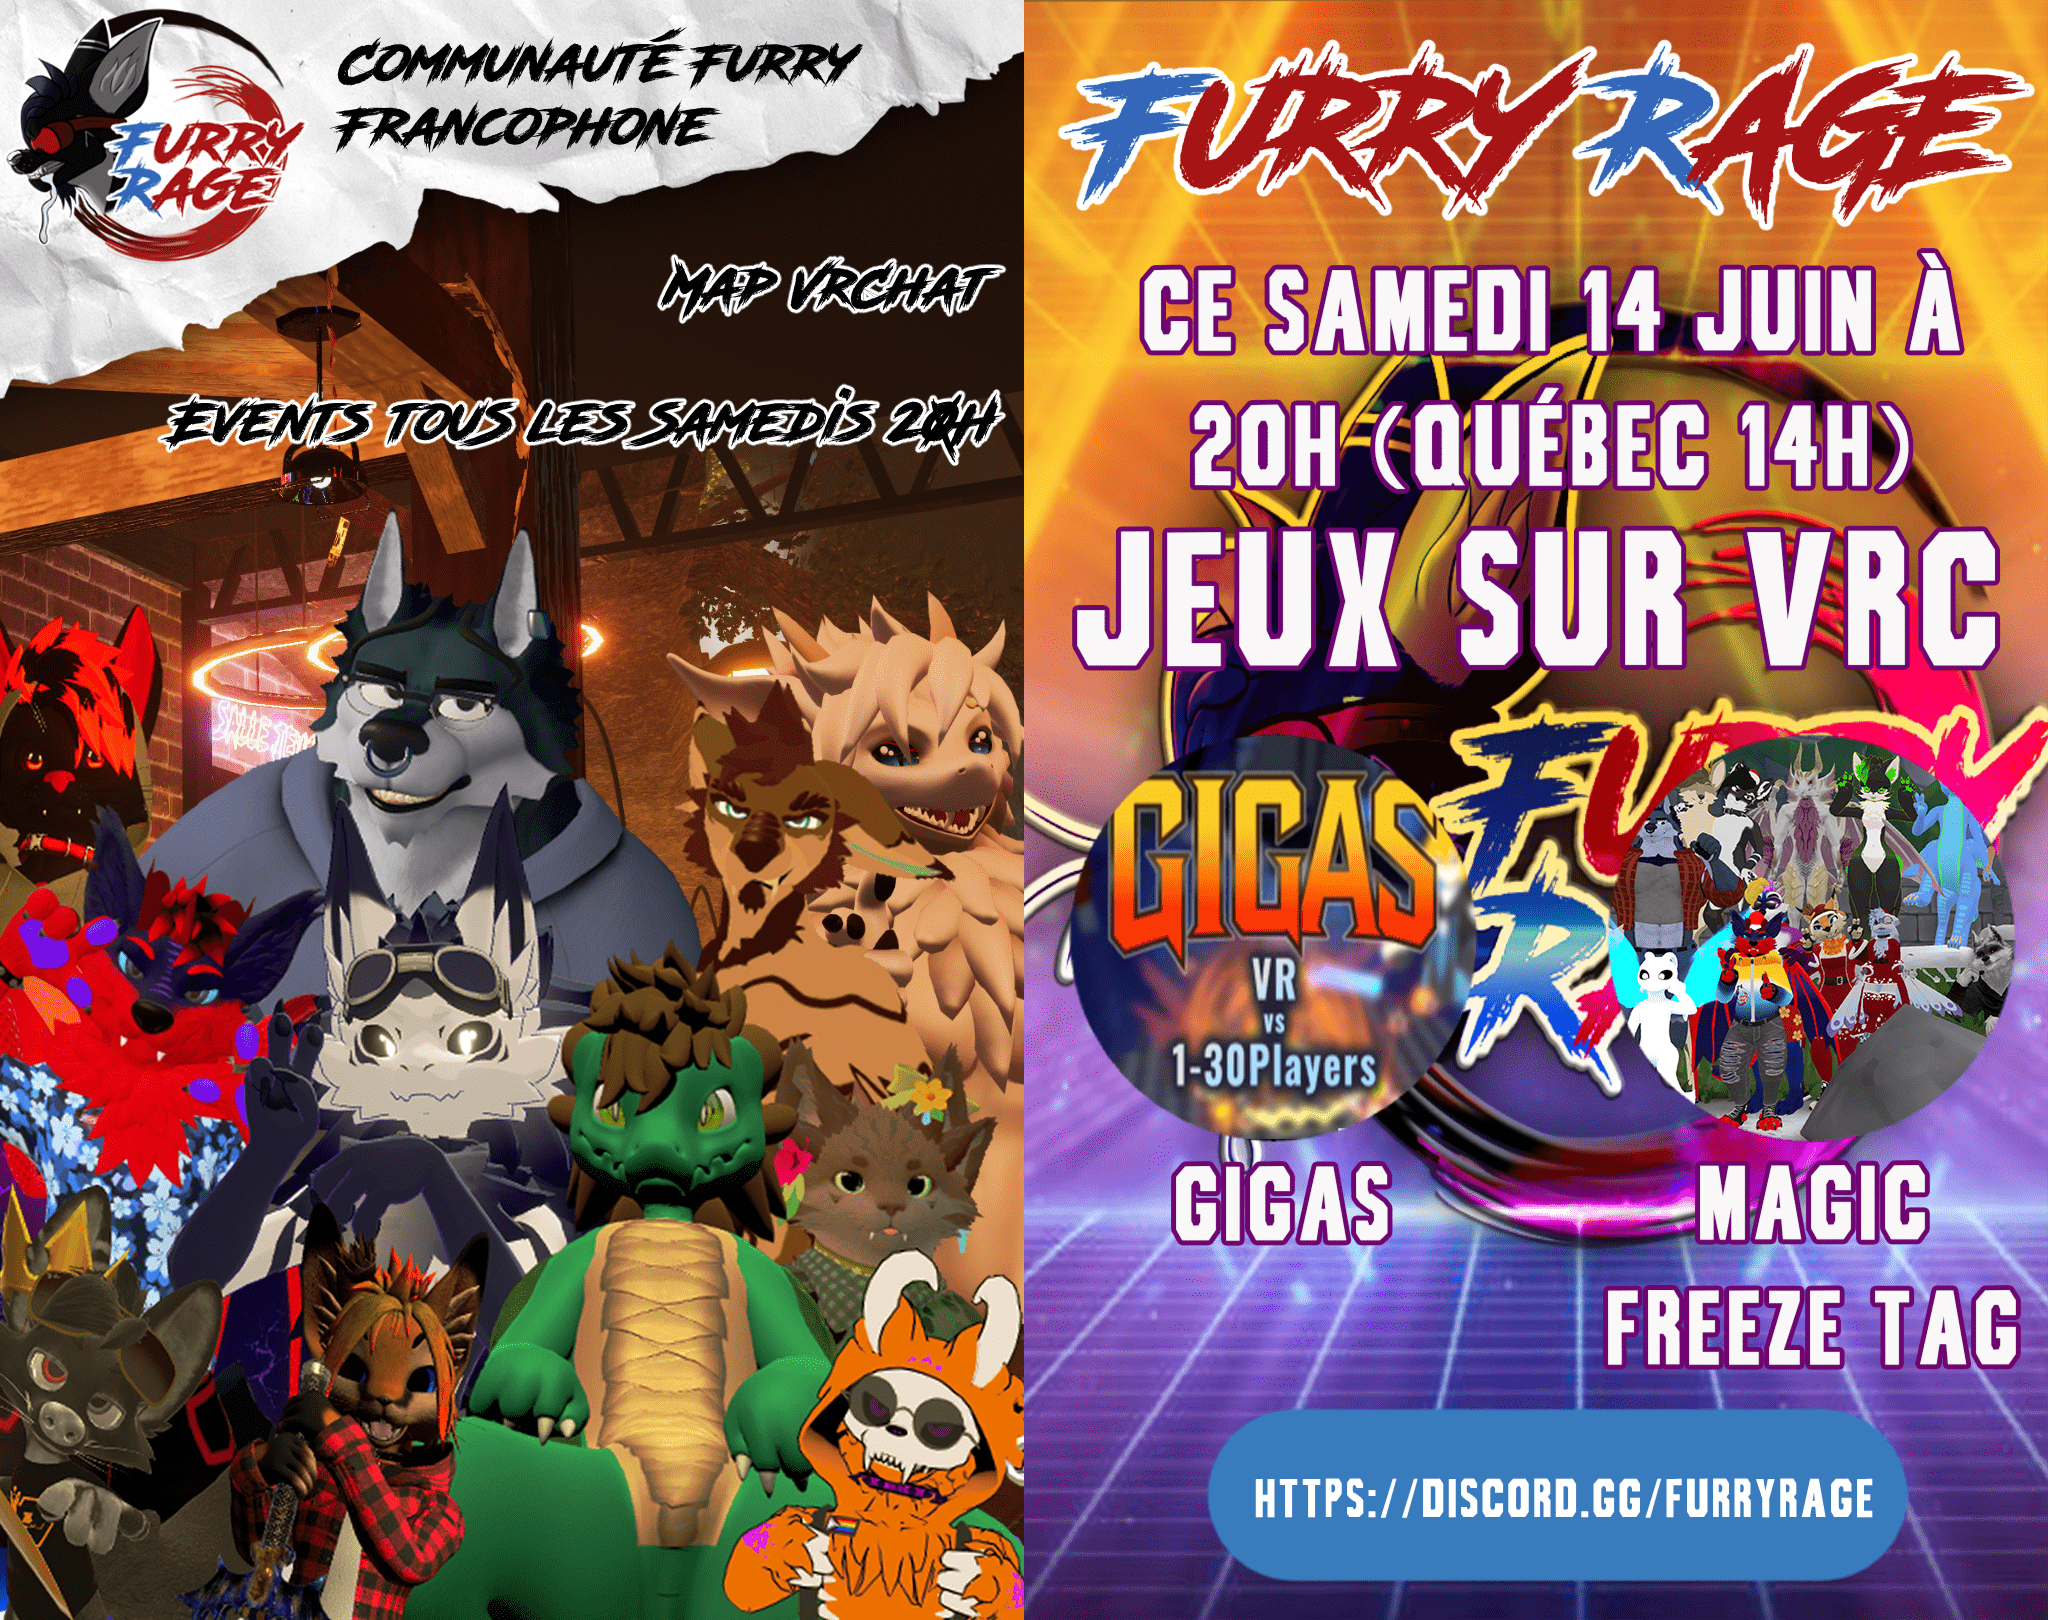 FURRY
RAGE
COMMUNAUTÉ FURRY
FRANCOPHONE
MAP VRCHAT
EVENTS TOUS LES SAMEDIS 20H
FURRY RAGE
CE SAMEDI 14 JUIN À
20H (QUÉBEC 14H)
JEUX SUR VRC
GIGAS
VR
vs
1-30Players
GIGAS
MAGIC
FREEZE TAG
HTTPS://DISCORD.GG/FURRYRAGE